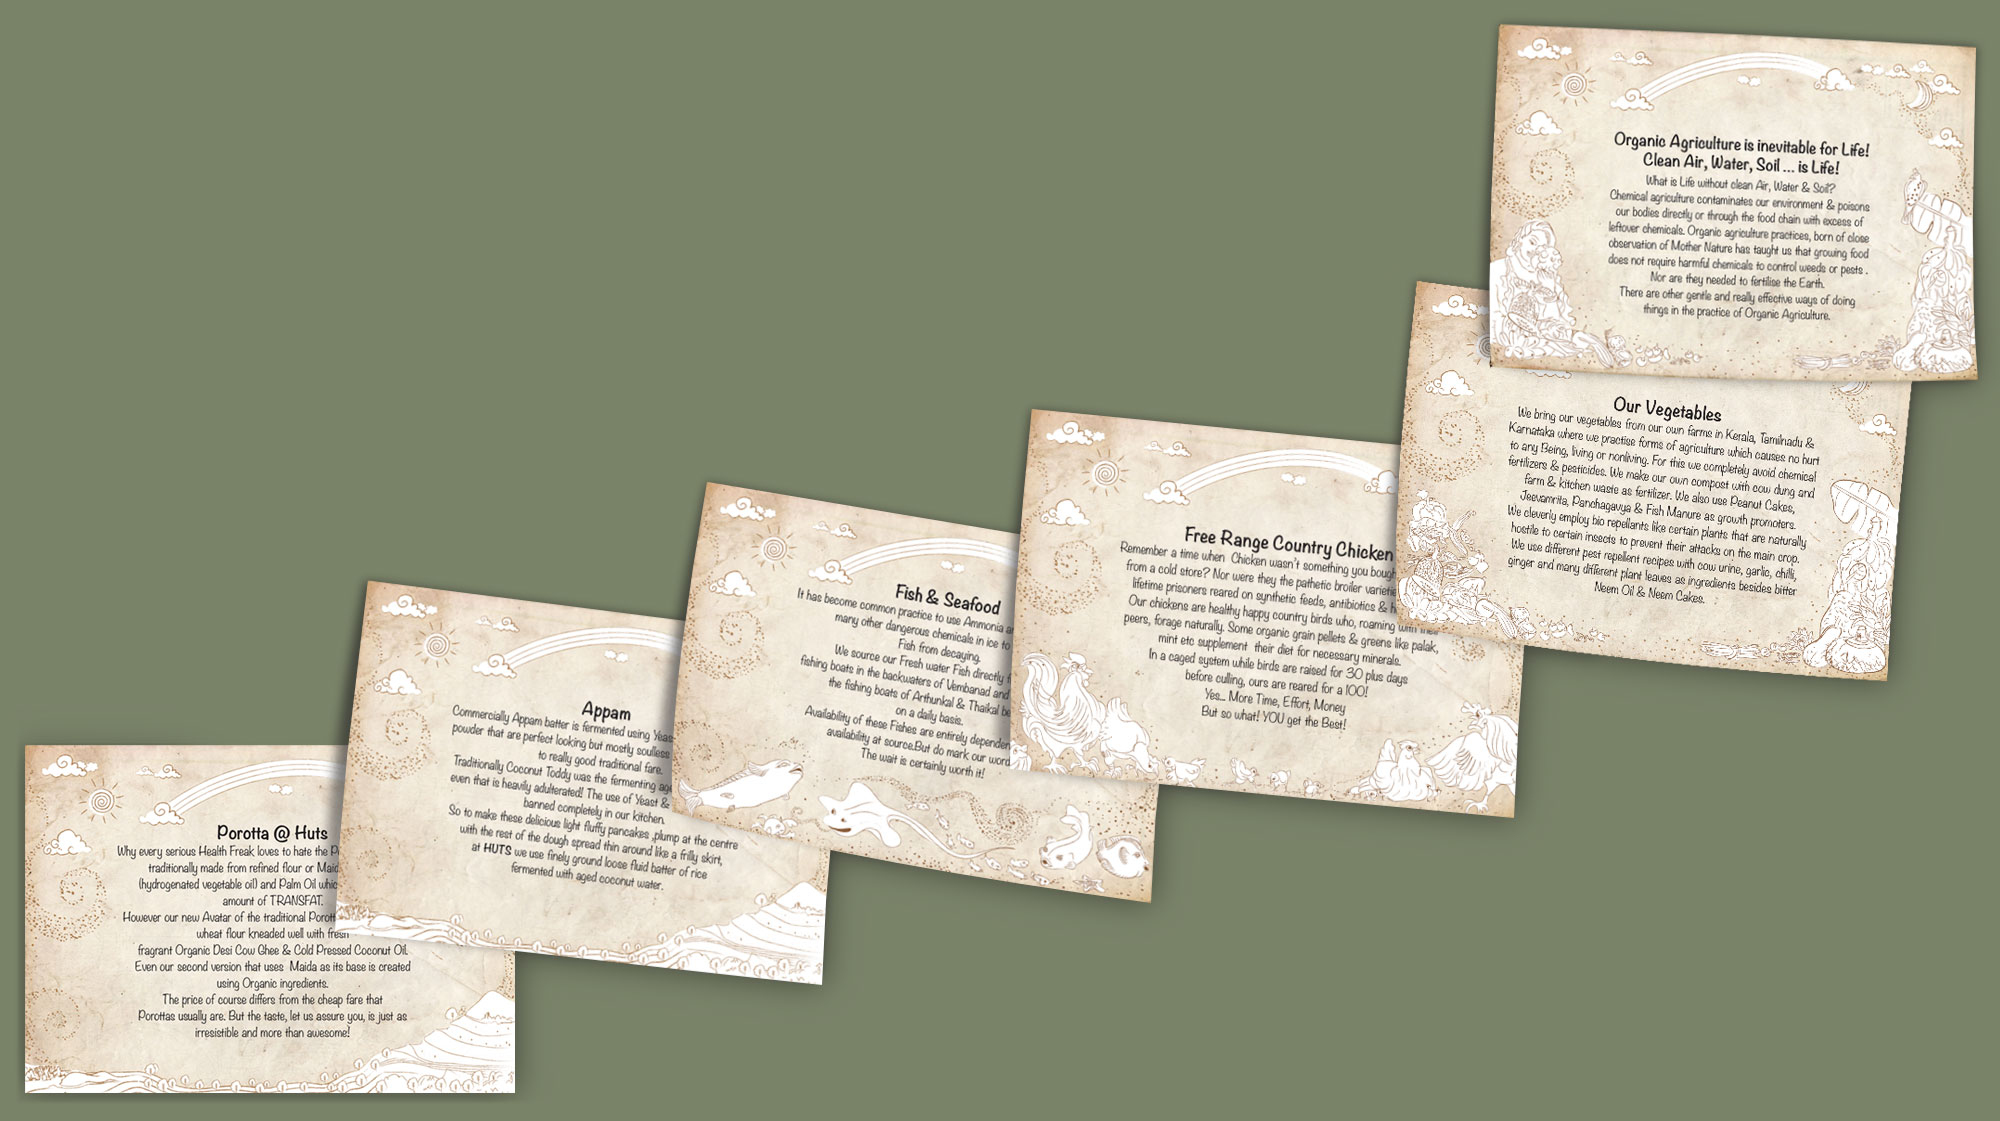 Organic Agriculture is inevitable for Life!
Clean Air, Water, Soil ... is Life!
What is Life without clean Air, Water & Soil?
Chemical agriculture contaminates our environment & poisons
our bodies directly or through the food chain with excess of
leftover chemicals. Organic agriculture practices, born of close
observation of Mother Nature has taught us that growing food
does not require harmful chemicals to control weeds or pests .
Nor are they needed to fertilise the Earth.
There are other gentle and really effective ways of doing
things in the practice of Organic Agriculture.
Our Vegetables
We bring our vegetables from our own farms in Kerala, Tamilnadu &
Karnataka where we practise forms of agriculture which causes no hurt
to any Being, living or nonliving. For this we completely avoid chemical
fertilizers & pesticides. We make our own compost with cow dung and
farm & kitchen waste as fertilizer. We also use Peanut Cakes,
Jeevamrita, Panchagavya & Fish Manure as growth promoters.
We cleverly employ bio repellants like certain plants that are naturally
hostile to certain insects to prevent their attacks on the main crop.
We use different pest repellent recipes with cow urine, garlic, chilli,
ginger and many different plant leaves as ingredients besides bitter
Neem Oil & Neem Cakes.
Free Range Country Chicken
Remember a time when Chicken wasn't something you bough
from a cold store? Nor were they the pathetic broiler varietie
lifetime prisoners reared on synthetic feeds, antibiotics &
Our chickens are healthy happy country birds who, roaming with their
peers, forage naturally. Some organic grain pellets & greens like palak,
mint etc supplement their diet for necessary minerals.
In a caged system while birds are raised for 30 plus days
before culling, ours are reared for a 100!
Yes... More Time, Effort, Money
But so what! YOU get the Best!
Fish & Seafood
It has become common practice to use Ammonia a
many other dangerous chemicals in ice to
Fish from decaying.
We source our Fresh water Fish directly
fishing boats in the backwaters of Vembanad and
the fishing boats of Arthunkal & Thaikal be
on a daily basis.
Availability of these Fishes are entirely dependen
availability at source.But do mark our word
The wait is certainly worth it!
Appam
Commercially Appam batter is fermented using Yeas
powder that are perfect looking but mostly soulless
to really good traditional fare.
Traditionally Coconut Toddy was the fermenting age
even that is heavily adulterated! The use of Yeast &
banned completely in our kitchen.
So to make these delicious light fluffy pancakes ,plump at the centre
with the rest of the dough spread thin around like a frilly skirt,
at HUTS we use finely ground loose fluid batter of rice
fermented with aged coconut water.
Porotta @ Huts
Why every serious Health Freak loves to hate the P
traditionally made from refined flour or Maid
(hydrogenated vegetable oil) and Palm Oil whic
amount of TRANSFAT.
However our new Avatar of the traditional Porott
wheat flour kneaded well with fresh
fragrant Organic Desi Cow Ghee & Cold Pressed Coconut Oil.
Even our second version that uses Maida as its base is created
using Organic ingredients.
The price of course differs from the cheap fare that
Porottas usually are. But the taste, let us assure you, is just as
irresistible and more than awesome!